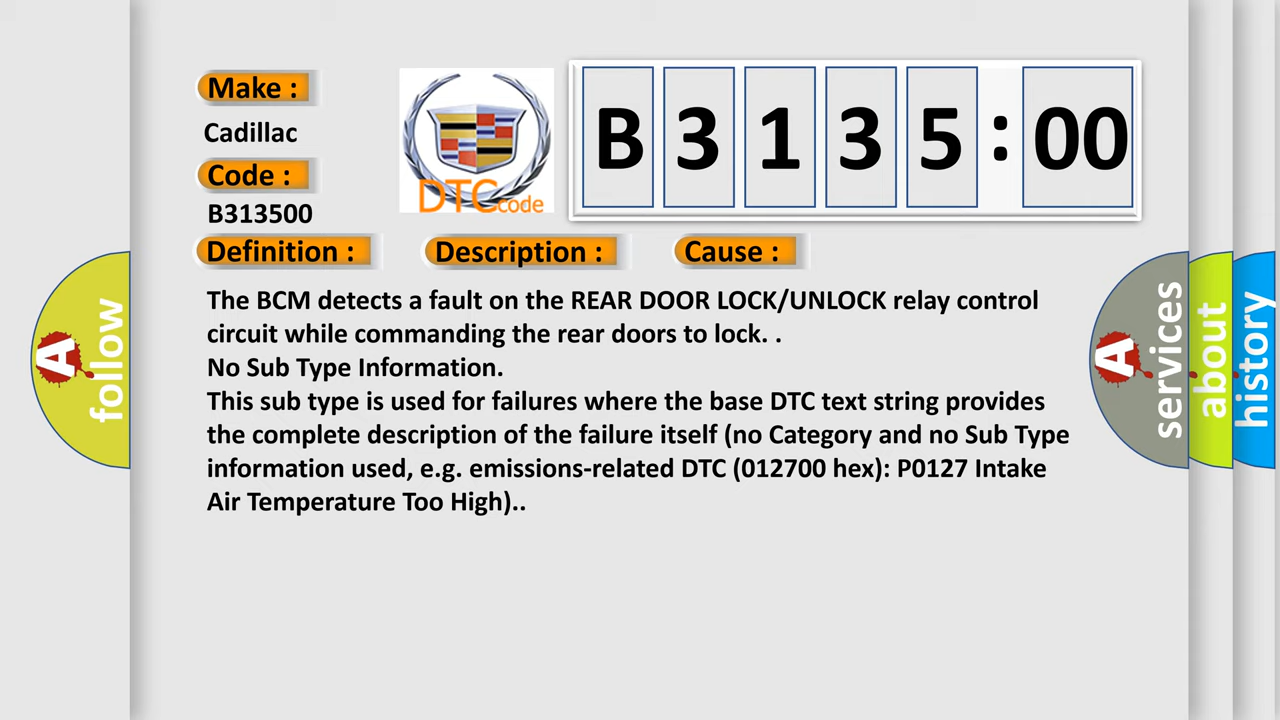 Make :
Cadillac
Code :
B313500
DTC code
B 3 1 3 5 : 00
Definition :
Description :
Cause :
The BCM detects a fault on the REAR DOOR LOCK/UNLOCK relay control
circuit while commanding the rear doors to lock. .
No Sub Type Information.
This sub type is used for failures where the base DTC text string provides
the complete description of the failure itself (no Category and no Sub Type
information used, e.g. emissions-related DTC (012700 hex): P0127 Intake
Air Temperature Too High)..
A
follow
A
services
about
history